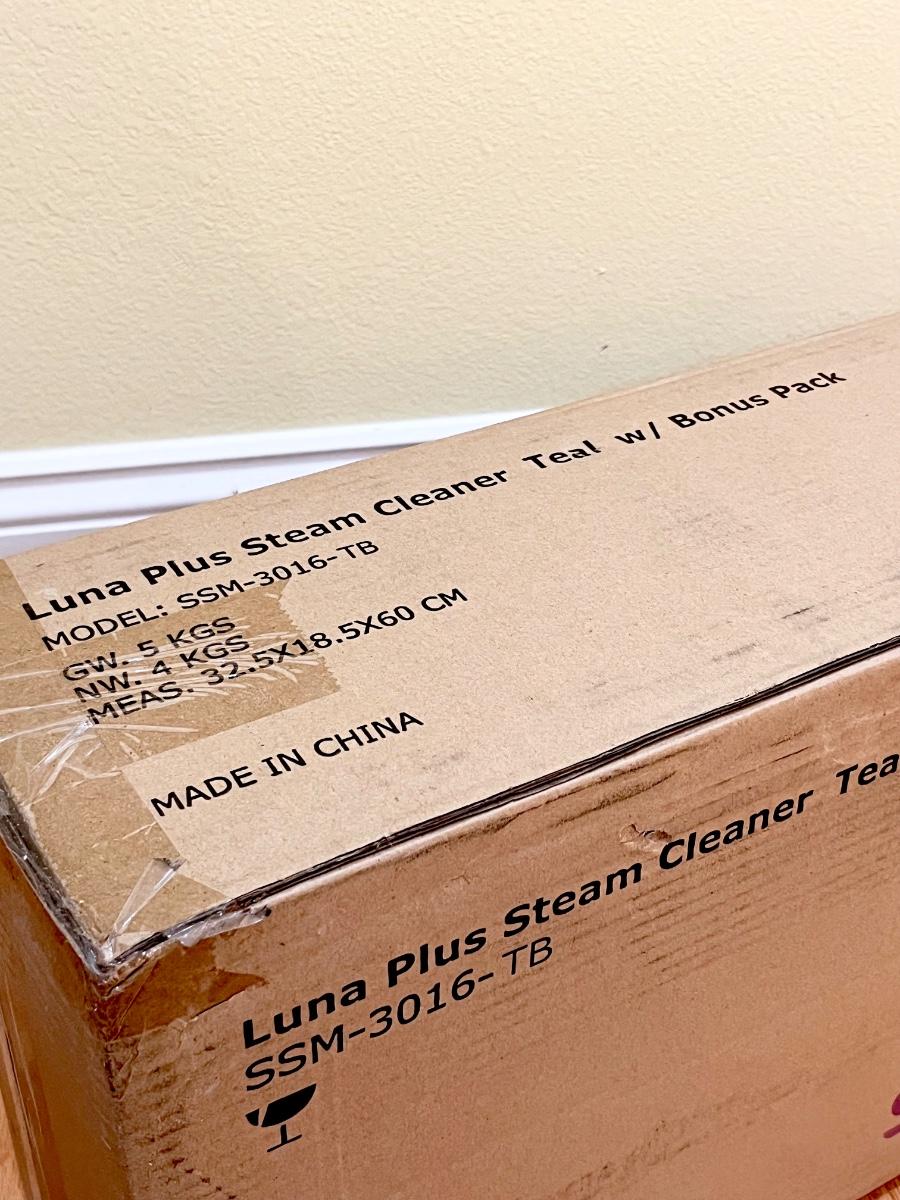 Luna Plus Steam Cleaner Teal w/ Bonus Pack
MODEL: SSM-3016-TB
GW. 5 KGS
NW. 4 KGS
MEAS. 32.5X18.5X60 CM
MADE IN CHINA
Luna Plus Steam Cleaner Tea
SSM-3016-TB